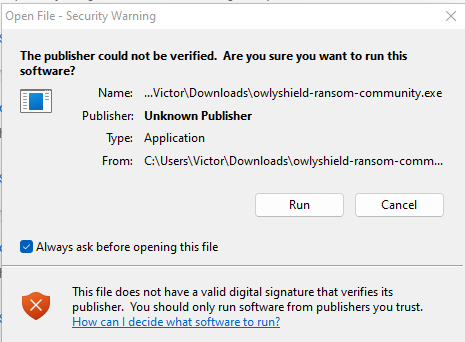 Open File - Security Warning
The publisher could not be verified.  Are you sure you want to run this
software?
Name: ...Victor\Downloads\owlyshield-ransom-community.exe
Publisher: Unknown Publisher
Type: Application
From: C:\Users\Victor\Downloads\owlyshield-ransom-comm...
Run Cancel
Always ask before opening this file
This file does not have a valid digital signature that verifies its
publisher.  You should only run software from publishers you trust.
How can I decide what software to run?